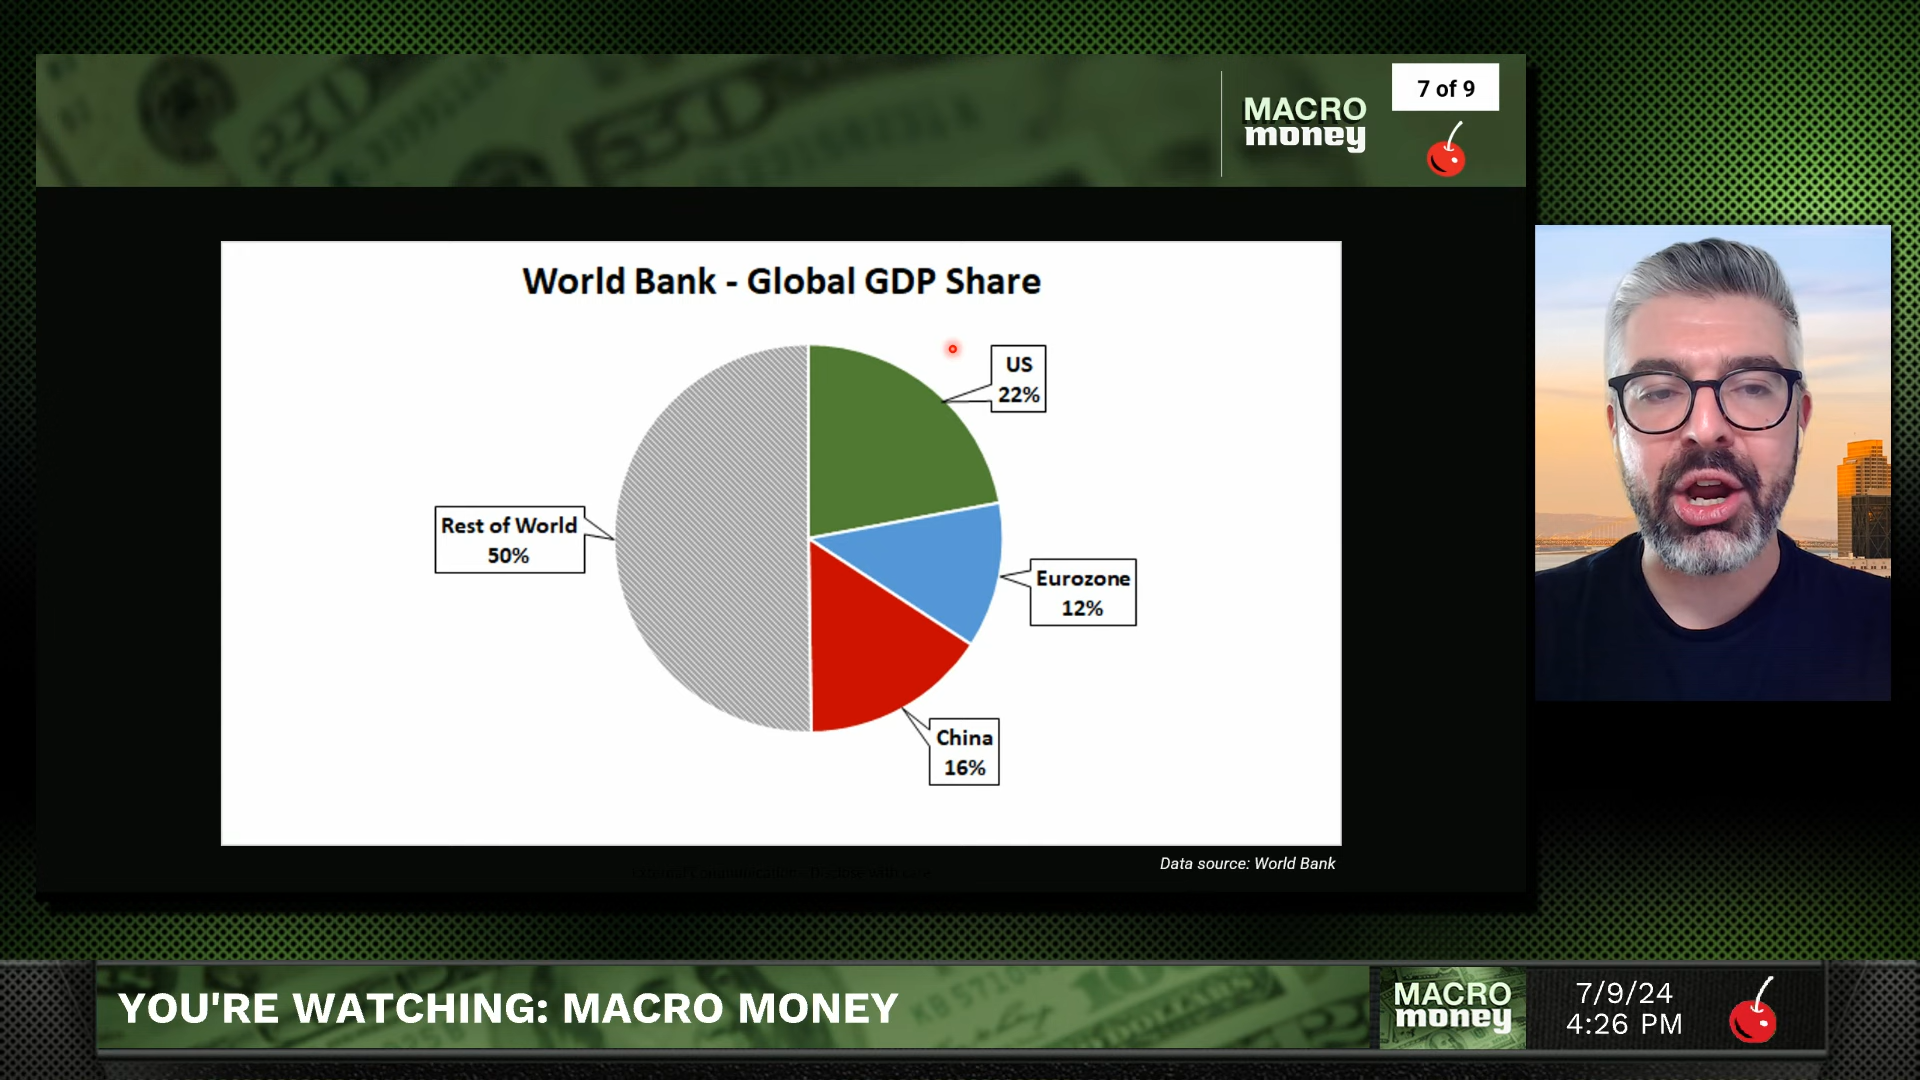 MACRO
money
7 of 9
World Bank - Global GDP Share
US
22%
Rest of World
50%
Eurozone
12%
China
16%
Data source: World Bank
YOU'RE WATCHING: MACRO MONEY
MACRO
money
7/9/24
4:26 PM